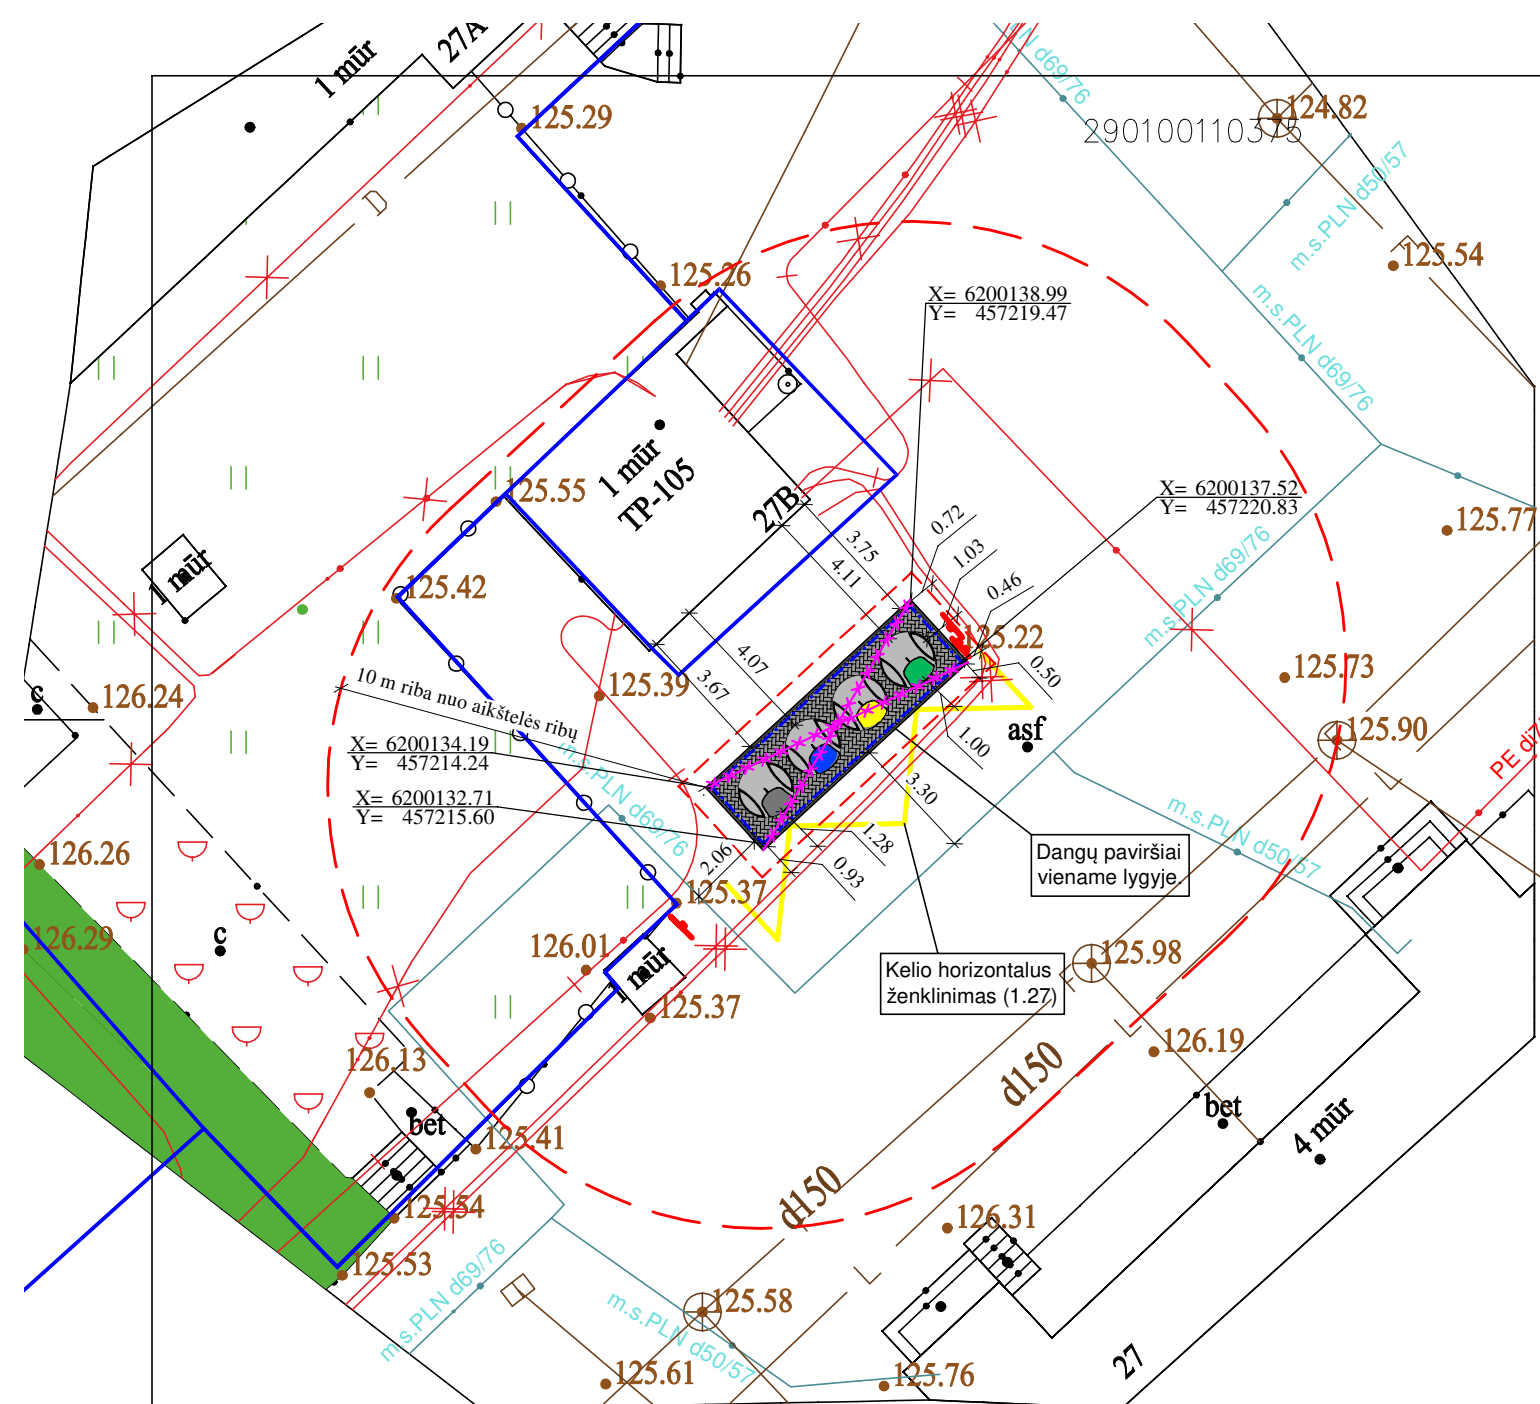 27A
1 mūr
125.29
124.82
290100110375
m.s.PLN d50/57
N d69/76
D
125.54
125.26
X= 6200138.99
Y= 457219.47
m.s.PLN d69/76
1 mūr
TP-105
27B
125.55
X= 6200137.52
Y= 457220.83
125.77
0.72
3.75
1.03
4.11
0.46
m.s.PLN d69/76
1 mūr
125.42
125.22
4.07
0.50
125.73
126.24
c
125.39
3.67
10 m riba nuo aikštelės ribų
asf
125.90
1.00
X= 6200134.19
Y= 457214.24
m.s.PLN d69/76
PE d
3.30
X= 6200132.71
Y= 457215.60
m.s.PLN d50/57
126.26
1.28
2.06
0.93
Dangų paviršiai
viename lygyje
125.37
126.29
c
126.01
1 mūr
125.98
Kelio horizontalus
ženklinimas (1.27)
125.37
126.19
126.13
d150
bet
bet
4 mūr
125.41
d150
125.54
126.31
125.53
m.s.PLN d69/76
125.58
m.s.PLN d50/57
27
125.61
125.76